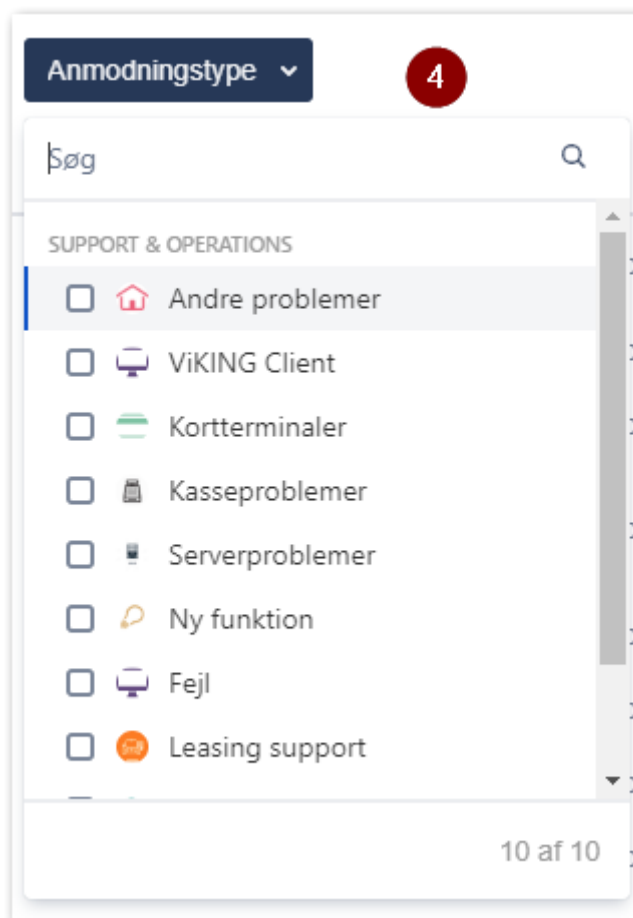 Anmodningstype
4
Søg
SUPPORT & OPERATIONS
Andre problemer
ViKING Client
Kortterminaler
Kasseproblemer
Serverproblemer
Ny funktion
Fejl
Leasing support
10 af 10